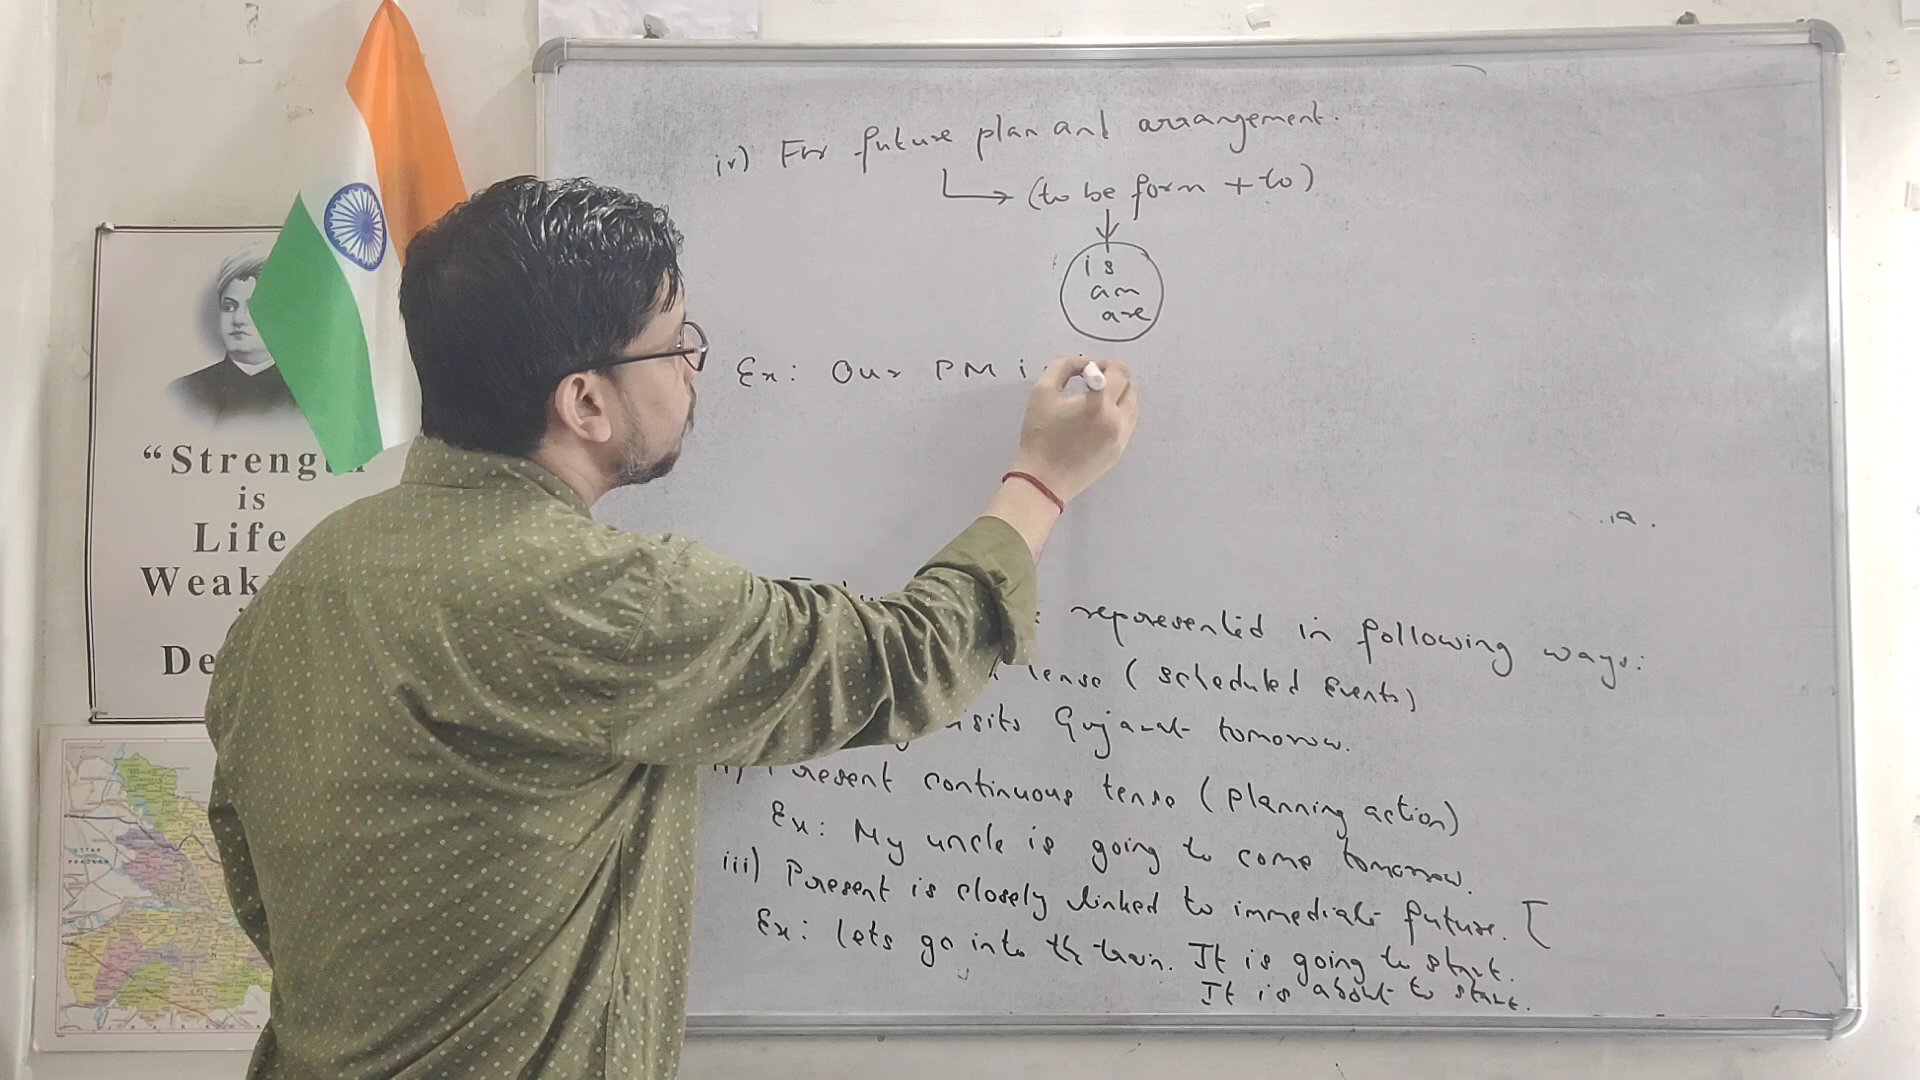 iv) For future plan and arrangement.
(to be form + to)
is
am
are
Ex: Our PM i
represented in following ways:
tense (scheduled Events)
Gujarat tomorrow.
Present continuous tense (planning action)
Ex: My uncle is going to come tomorrow.
iii) Present is closely linked to immediate future. [
Ex: Lets go into the train. It is going to start.
It is about to start.
“Streng
is
Life
Weak
De